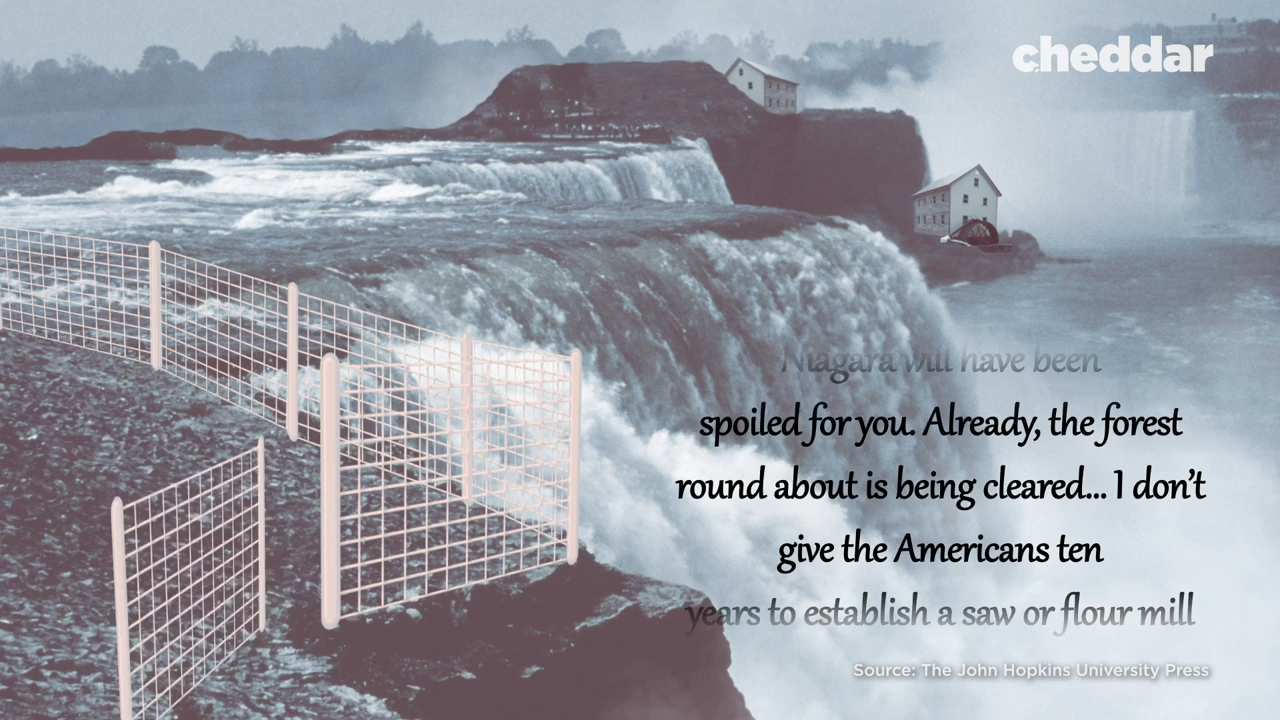 cheddar
Niagara will have been
spoiled for you. Already, the forest
round about is being cleared... I don't
give the Americans ten
years to establish a saw or flour mill
Source: The John Hopkins University Press